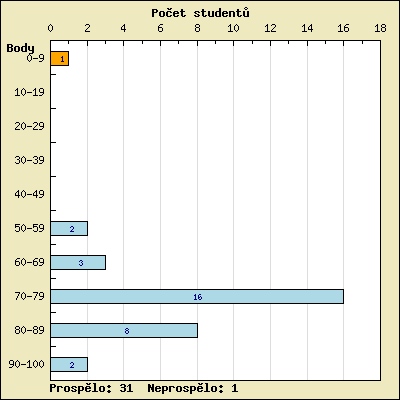 Počet studentů
0 2 4 6 8 10 12 14 16 18
Body
0-9 1
10-19
20-29
30-39
40-49
50-59 2
60-69 3
70-79 16
80-89 8
90-100 2
Prospělo: 31 Neprospělo: 1